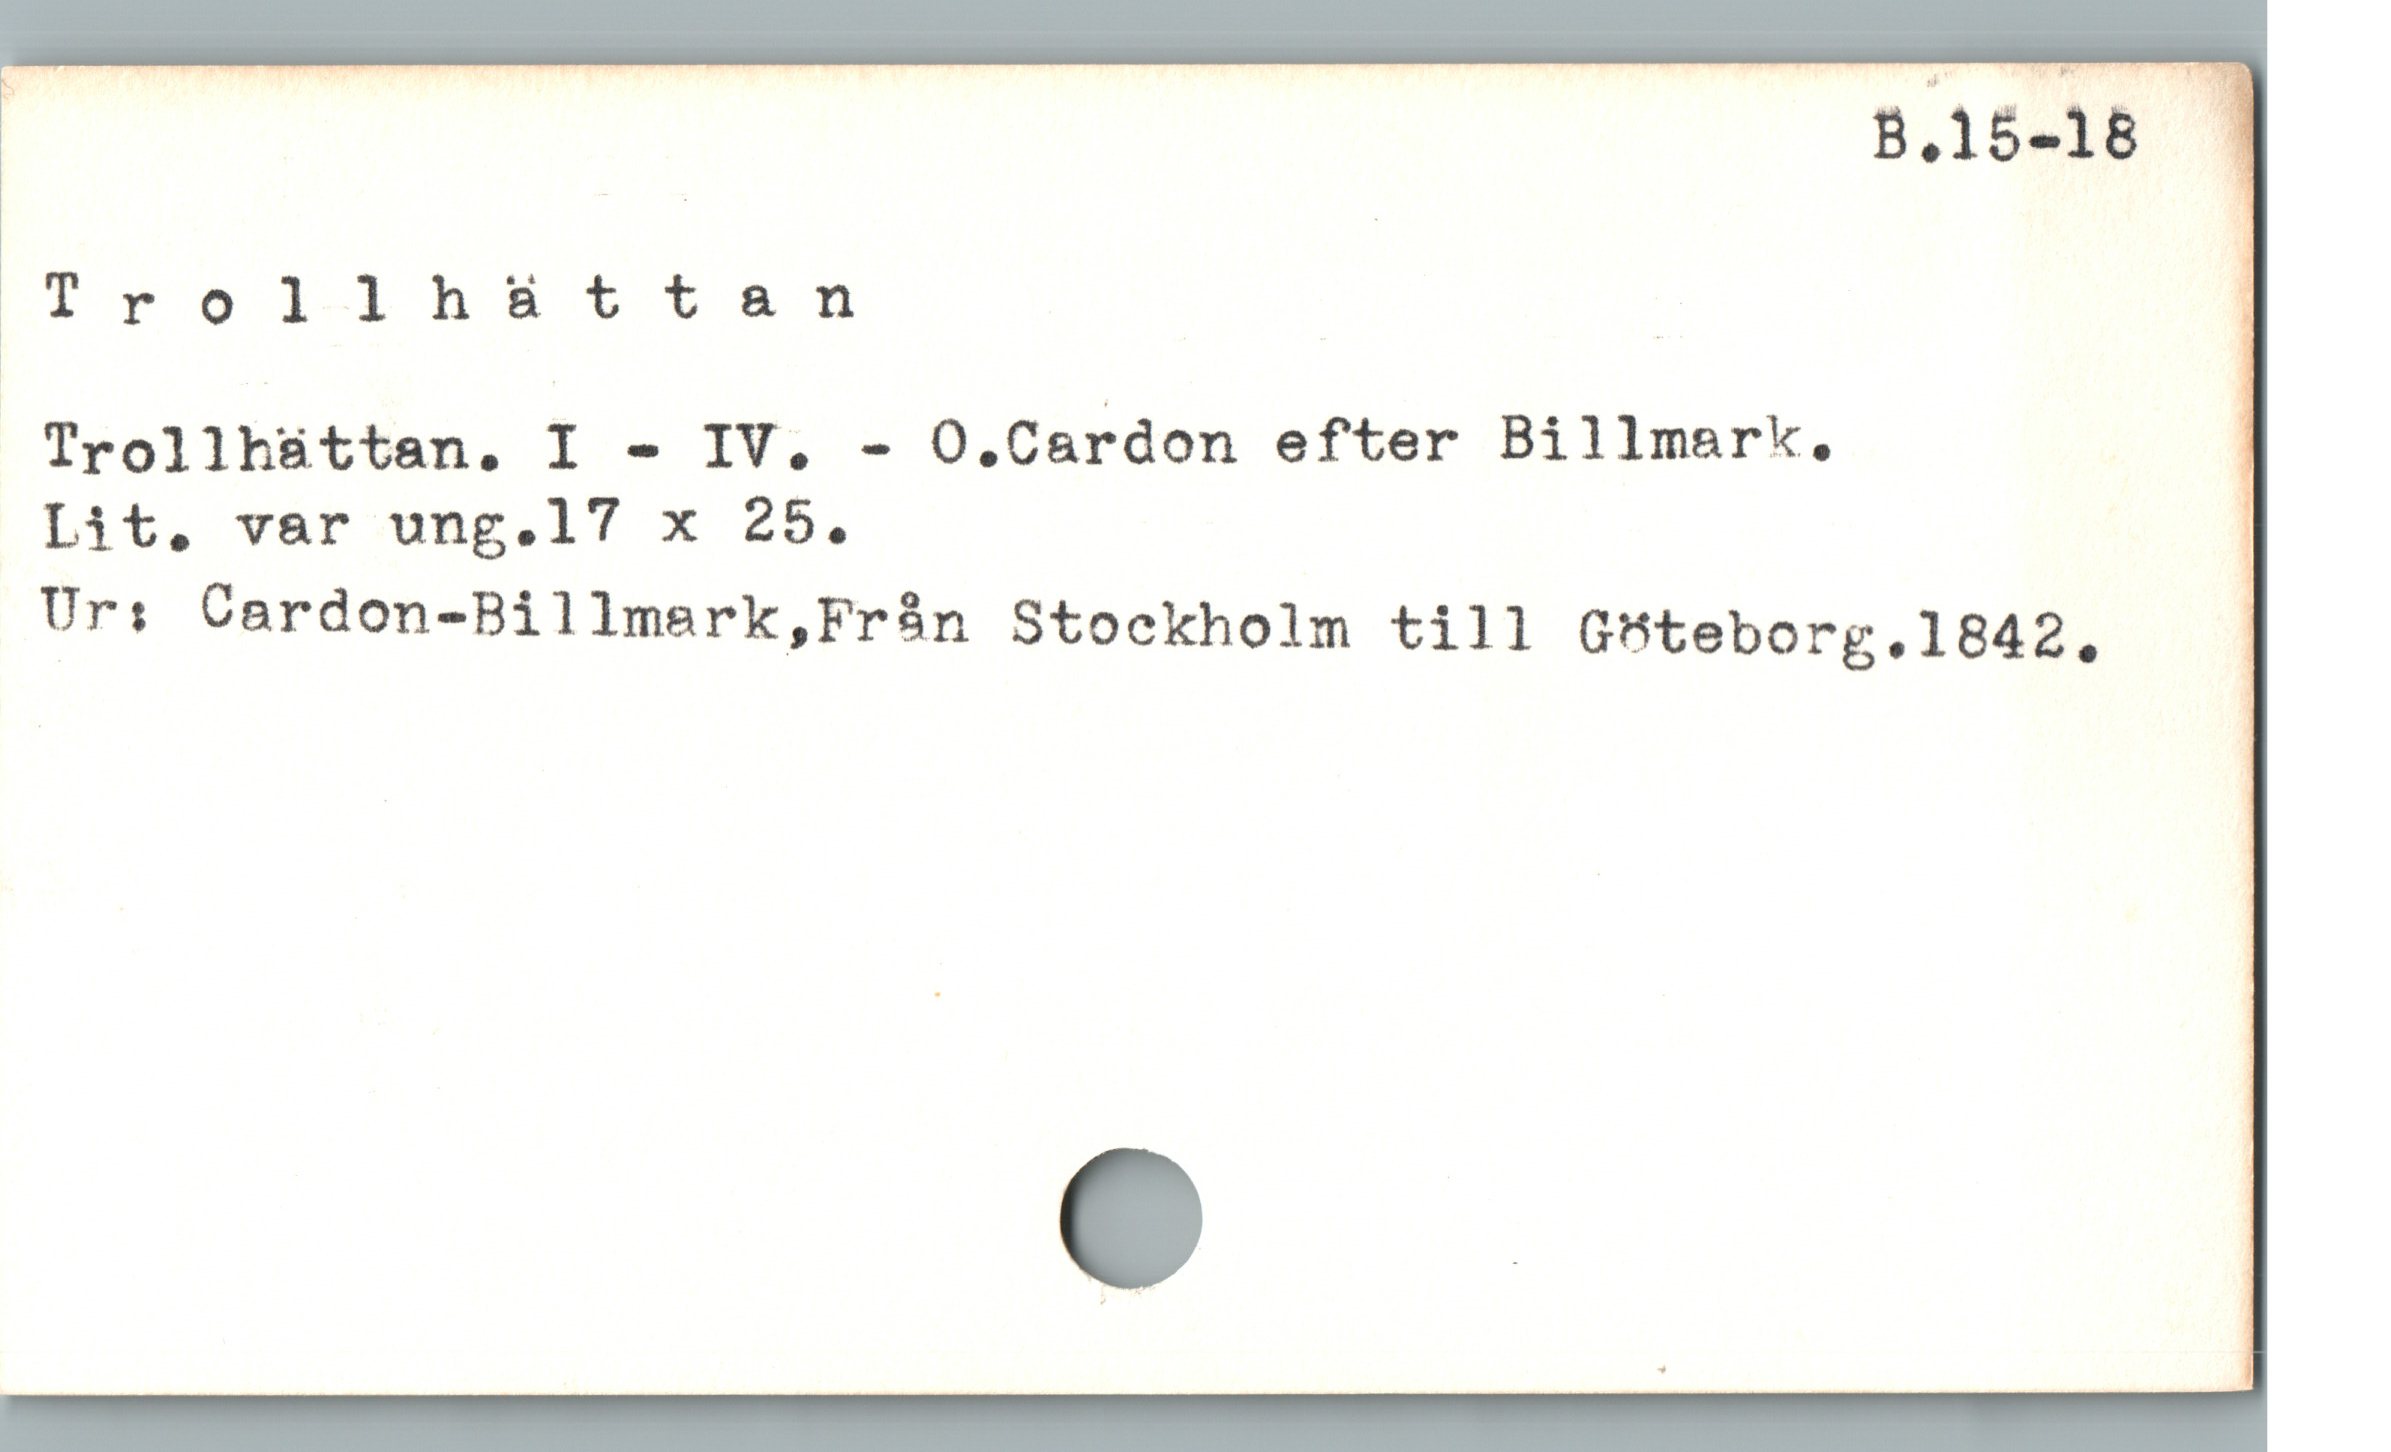 B.15-18
T r o l l h ä t t a n
Trollhättan. I - IV. - O.Cardon efter Billmark.
Lit. var ung.17 x 25.
Ur: Cardon-Billmark,Från Stockholm till Göteborg.1842.